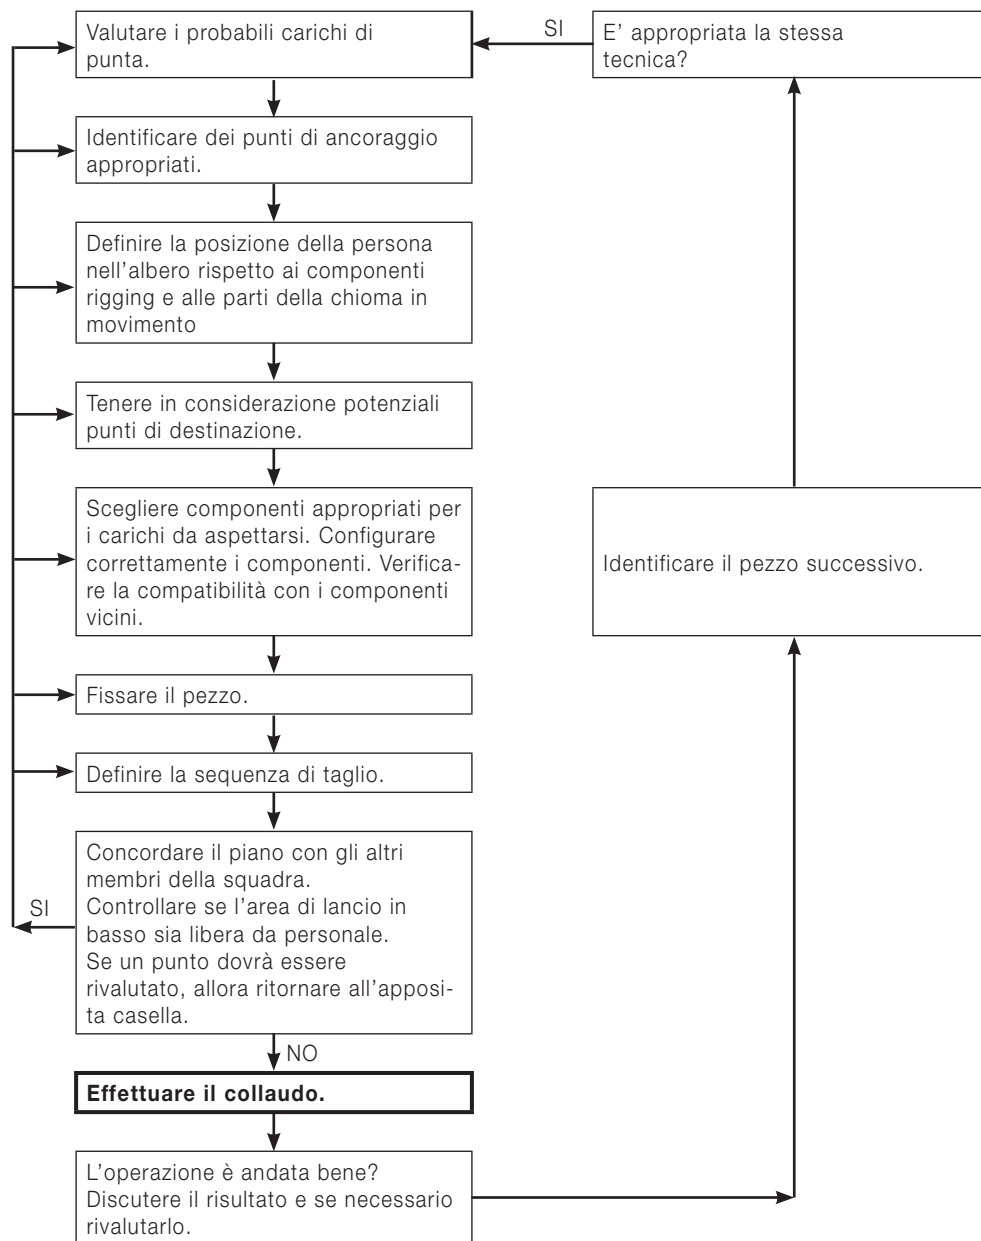 Valutare i probabili carichi di
punta.
SI
E' appropriata la stessa
tecnica?
Identificare dei punti di ancoraggio
appropriati.
Definire la posizione della persona
nell'albero rispetto ai componenti
rigging e alle parti della chioma in
movimento
Tenere in considerazione potenziali
punti di destinazione.
Scegliere componenti appropriati per
i carichi da aspettarsi. Configurare
correttamente i componenti. Verifica-
re la compatibilità con i componenti
vicini.
Identificare il pezzo successivo.
Fissare il pezzo.
Definire la sequenza di taglio.
Concordare il piano con gli altri
membri della squadra.
Controllare se l'area di lancio in
basso sia libera da personale.
Se un punto dovrà essere
rivalutato, allora ritornare all'apposi-
ta casella.
SI
NO
Effettuare il collaudo.
L'operazione è andata bene?
Discutere il risultato e se necessario
rivalutarlo.